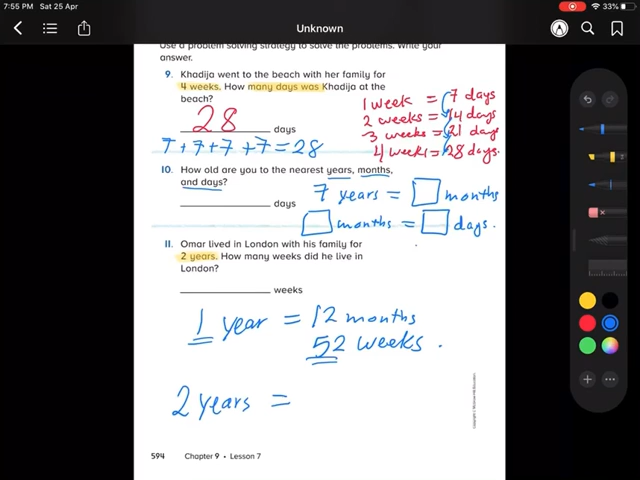 7:55 PM Sat 25 Apr
33%
Unknown
Use a problem solving strategy to solve the problems. Write your
answer.
9. Khadija went to the beach with her family for
4 weeks. How many days was Khadija at the
beach?
28
days
7+7+7+7=28
1 week = 7 days
2 weeks = 14 days
3 weeks = 21 days
4 weeks = 28 days.
10. How old are you to the nearest years, months,
and days?
days
7 years = months
months = days.
11. Omar lived in London with his family for
2 years. How many weeks did he live in
London?
weeks
1 year = 12 months
52 weeks.
2 years =
594 Chapter 9 • Lesson 7